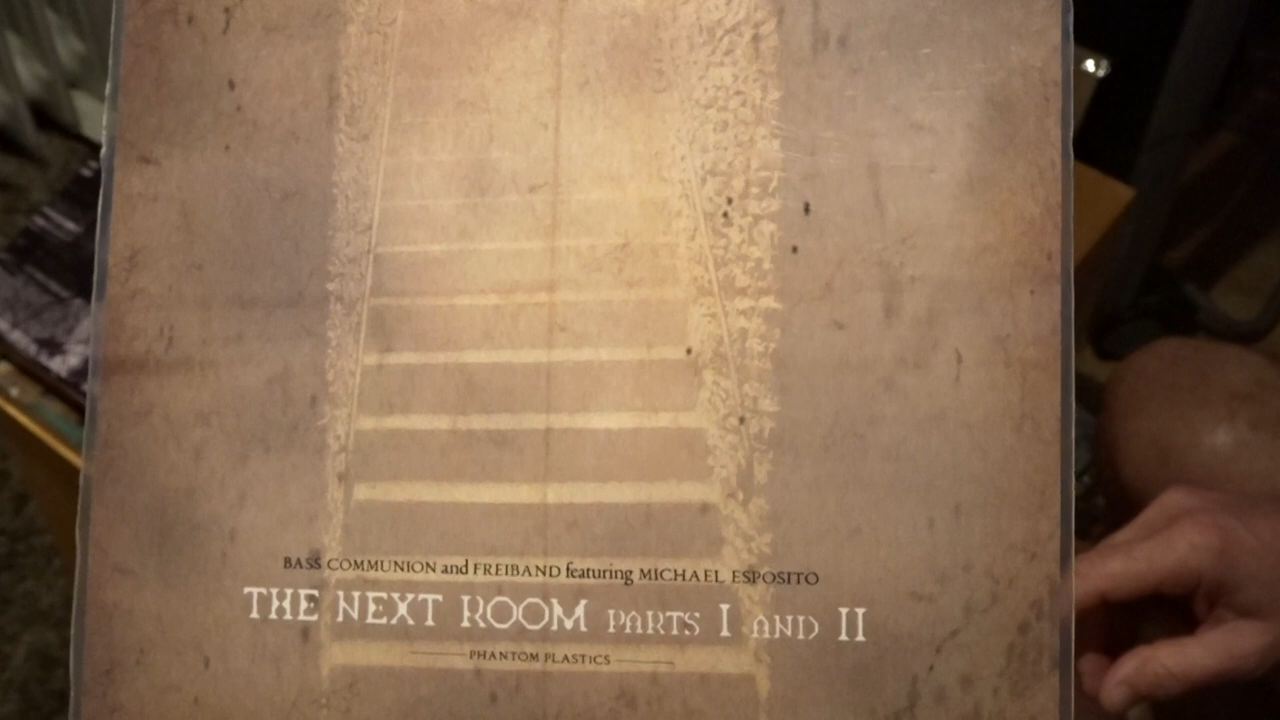 BASS COMMUNION and FREIBAND featuring MICHAEL ESPOSITO
THE NEXT ROOM PARTS I AND II
PHANTOM PLASTICS